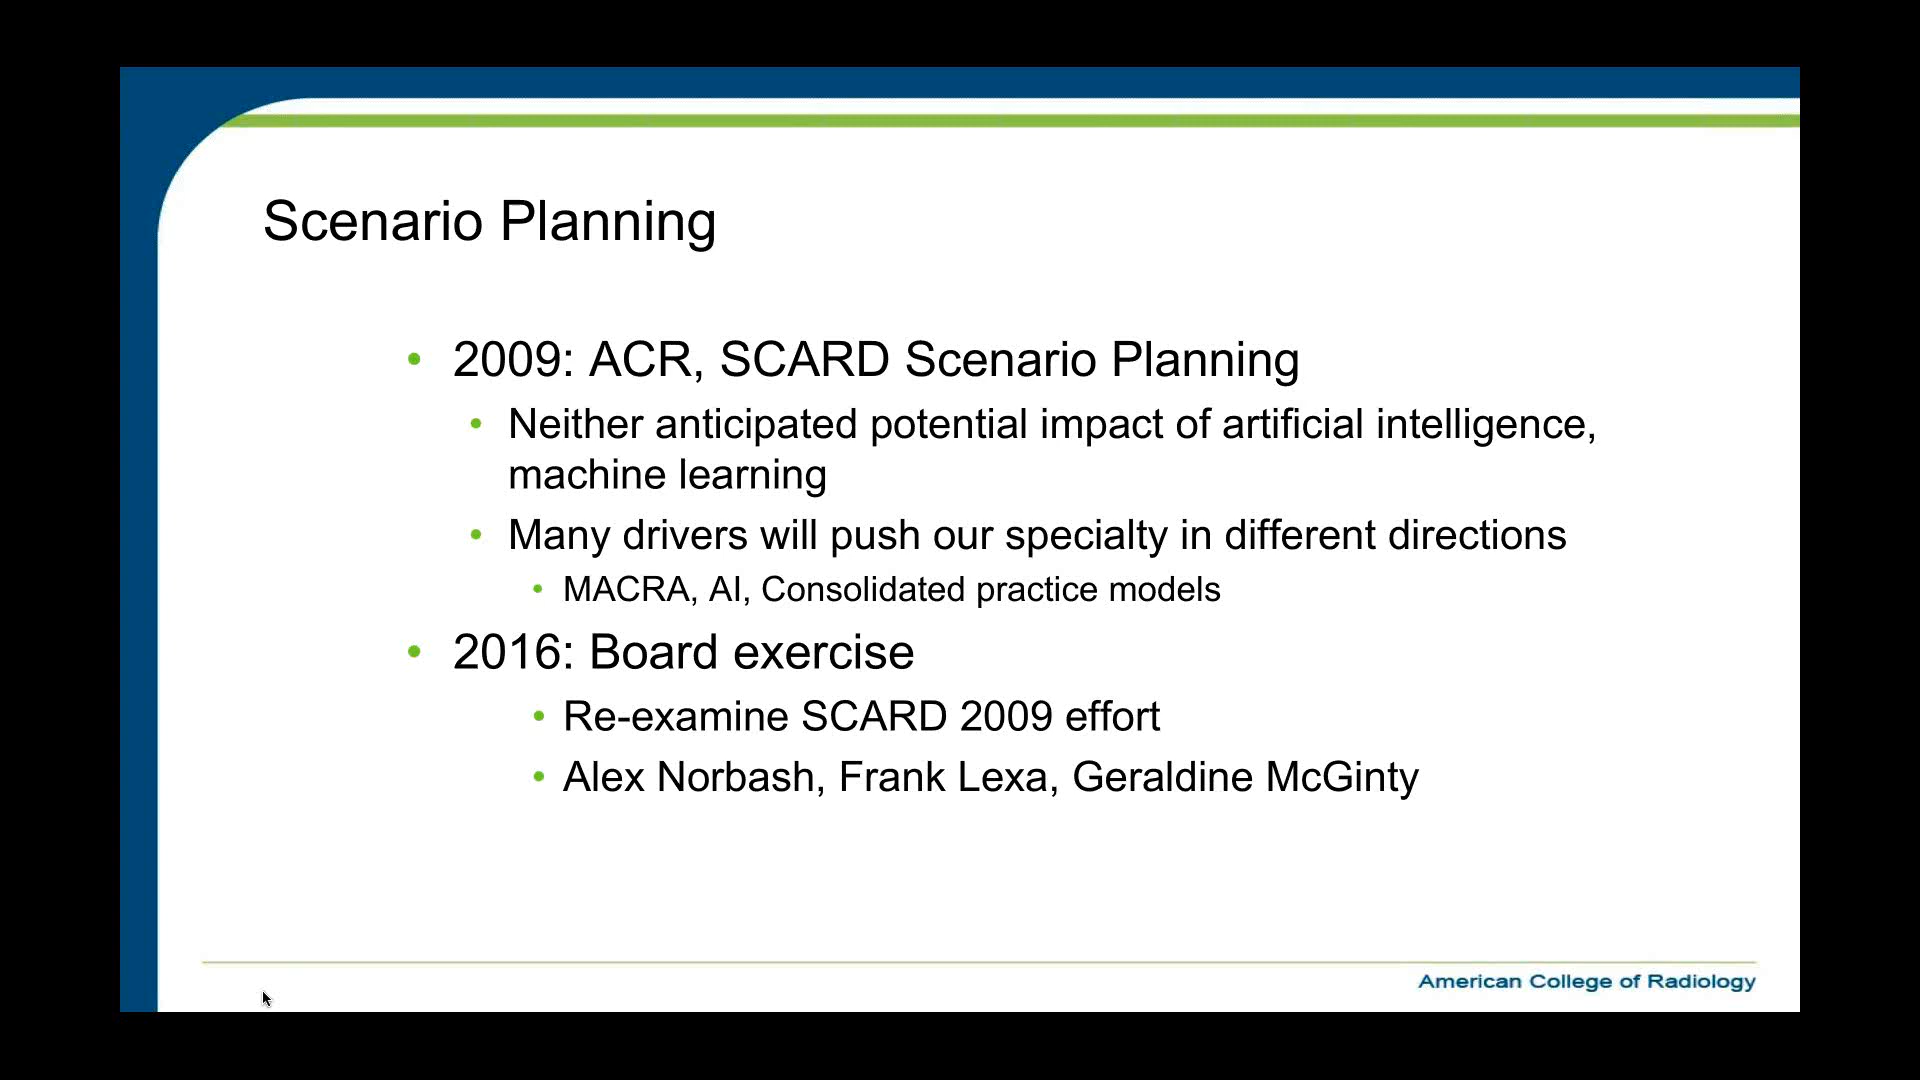 Scenario Planning
• 2009: ACR, SCARD Scenario Planning
• Neither anticipated potential impact of artificial intelligence,
machine learning
• Many drivers will push our specialty in different directions
• MACRA, AI, Consolidated practice models
• 2016: Board exercise
• Re-examine SCARD 2009 effort
• Alex Norbash, Frank Lexa, Geraldine McGinty
American College of Radiology